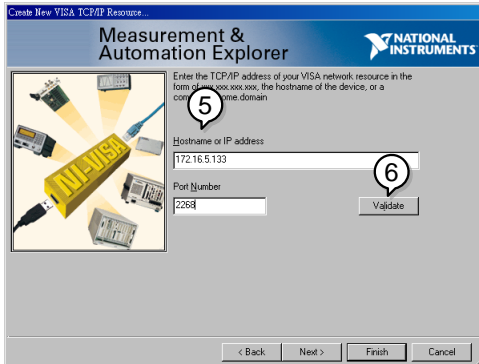 Create New VISA TCP/IP Resource...
Measurement &
Automation Explorer
NATIONAL
INSTRUMENTS
Enter the TCP/IP address of your VISA network resource in the
form of xxx.xxx.xxx.xxx, the hostname of the device, or a
5
Hostname or IP address
172.16.5.133
6
Port Number
2268
Validate
NI-VISA
< Back
Next >
Finish
Cancel